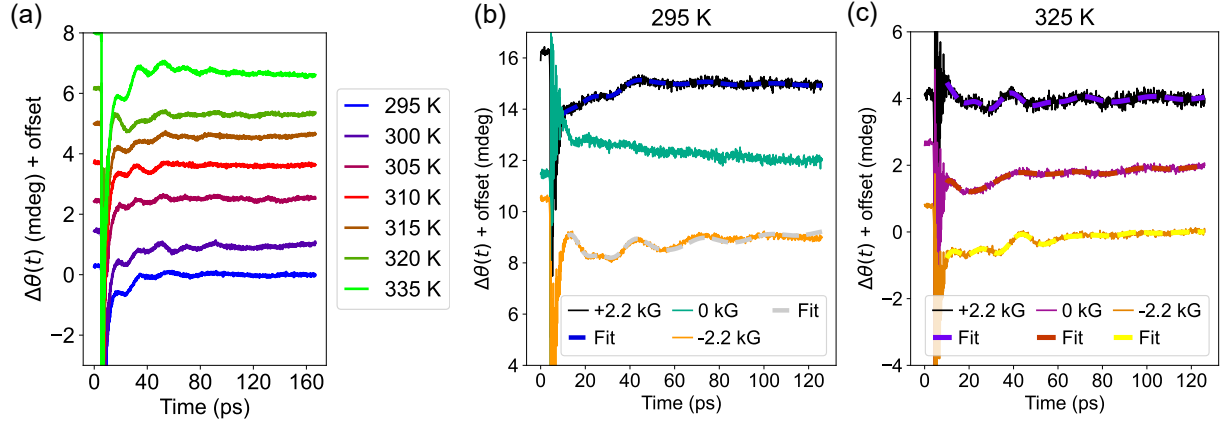 (a)
Δθ(t) (mdeg) + offset
8
6
4
2
0
−2
0 40 80 120 160
Time (ps)
295 K
300 K
305 K
310 K
315 K
320 K
335 K
(b)
295 K
Δθ(t) + offset (mdeg)
16
14
12
10
8
6
4
+2.2 kG 0 kG Fit
Fit -2.2 kG
0 20 40 60 80 100 120
Time (ps)
(c)
325 K
Δθ(t) + offset (mdeg)
6
4
2
0
−2
−4
+2.2 kG 0 kG -2.2 kG
Fit Fit Fit
0 20 40 60 80 100 120
Time (ps)